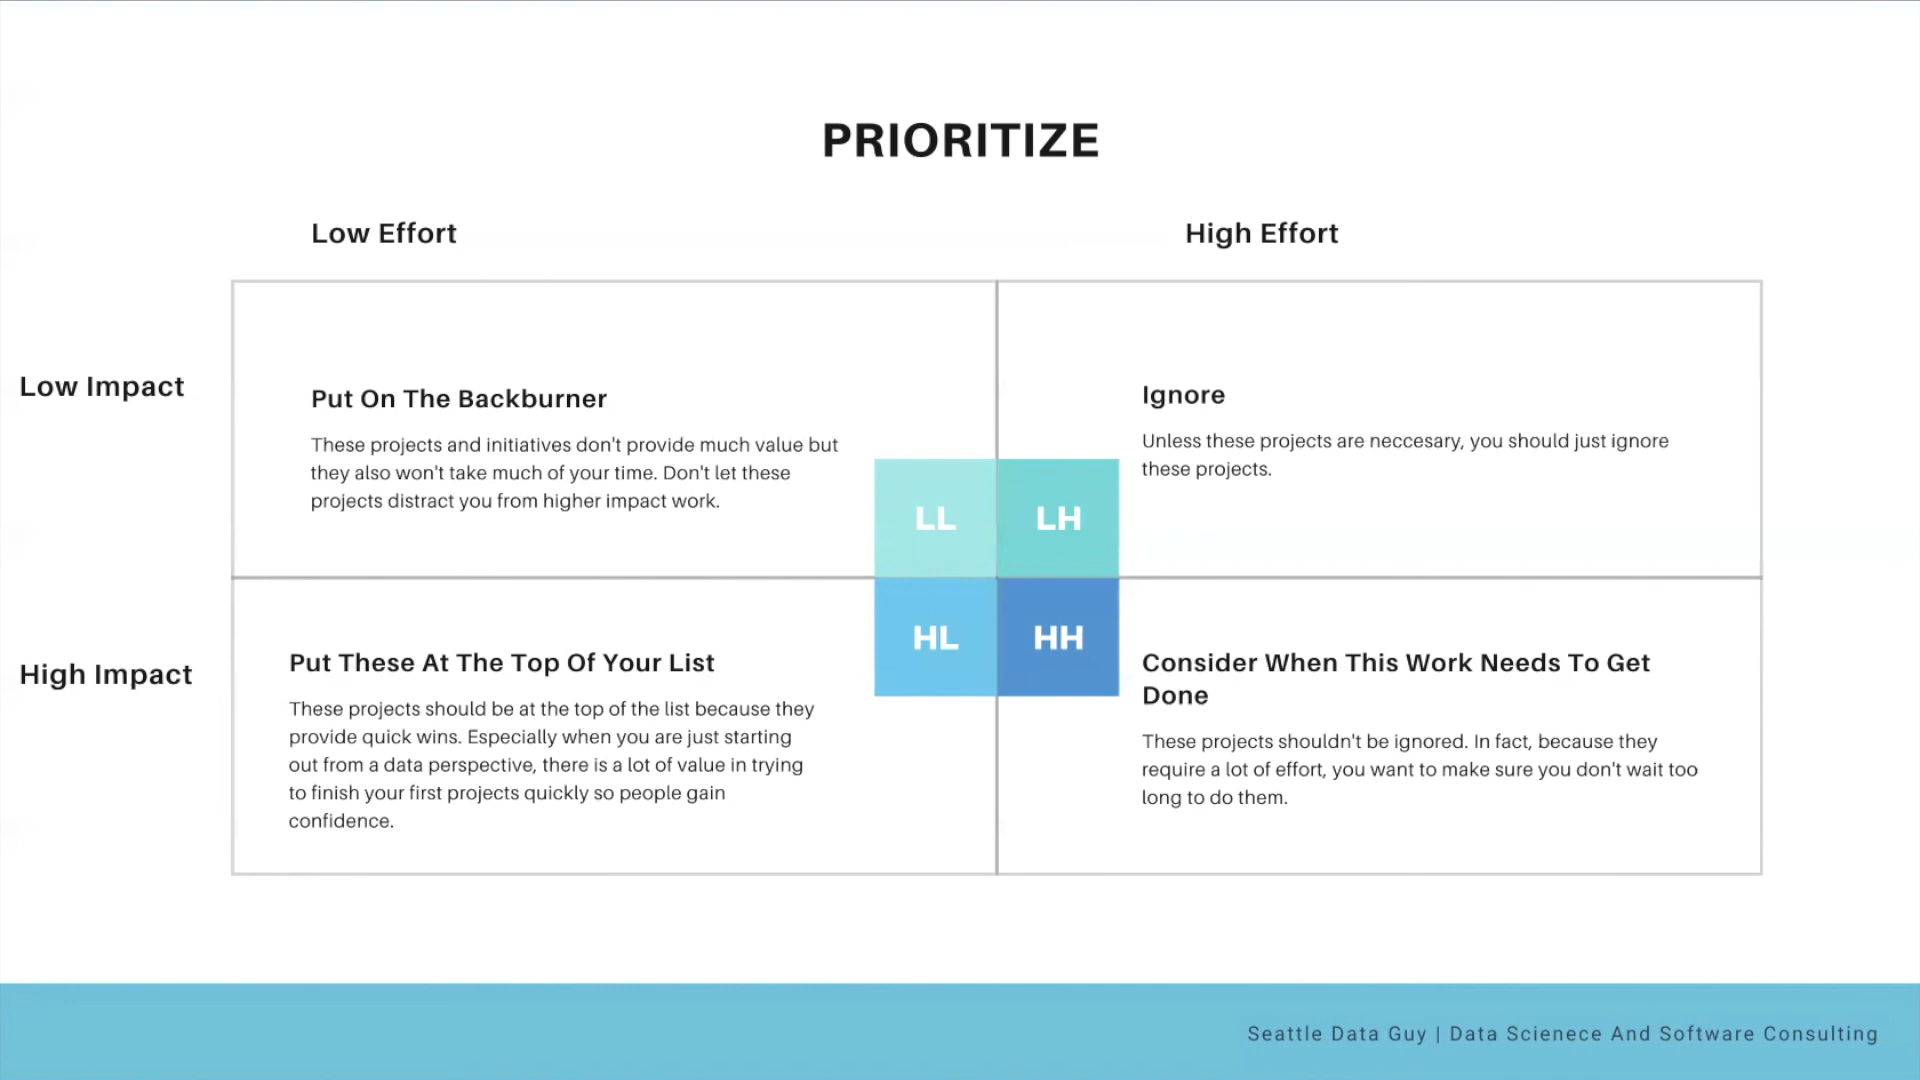 PRIORITIZE
Low Effort
High Effort
Low Impact
Put On The Backburner
These projects and initiatives don't provide much value but
they also won't take much of your time. Don't let these
projects distract you from higher impact work.
Ignore
Unless these projects are neccesary, you should just ignore
these projects.
LL
LH
HL
HH
High Impact
Put These At The Top Of Your List
These projects should be at the top of the list because they
provide quick wins. Especially when you are just starting
out from a data perspective, there is a lot of value in trying
to finish your first projects quickly so people gain
confidence.
Consider When This Work Needs To Get
Done
These projects shouldn't be ignored. In fact, because they
require a lot of effort, you want to make sure you don't wait too
long to do them.
Seattle Data Guy | Data Scienece And Software Consulting